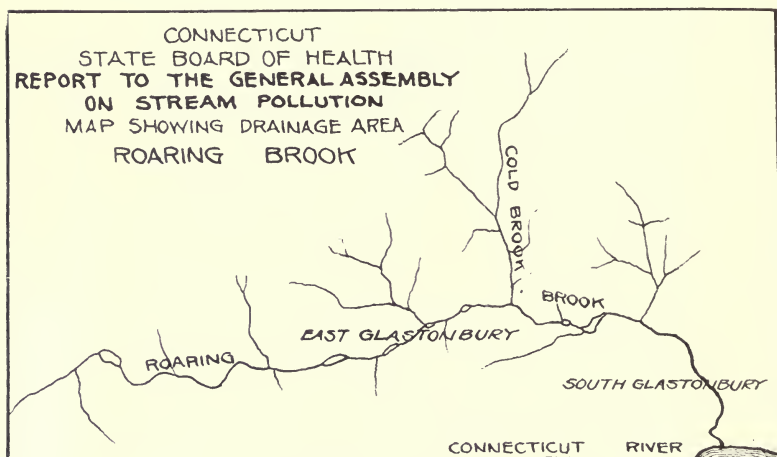 CONNECTICUT
STATE BOARD OF HEALTH
REPORT TO THE GENERAL ASSEMBLY
ON STREAM POLLUTION
MAP SHOWING DRAINAGE AREA
ROARING BROOK
COLD BROOK
BROOK
EAST GLASTONBURY
ROARING
SOUTH GLASTONBURY
CONNECTICUT RIVER